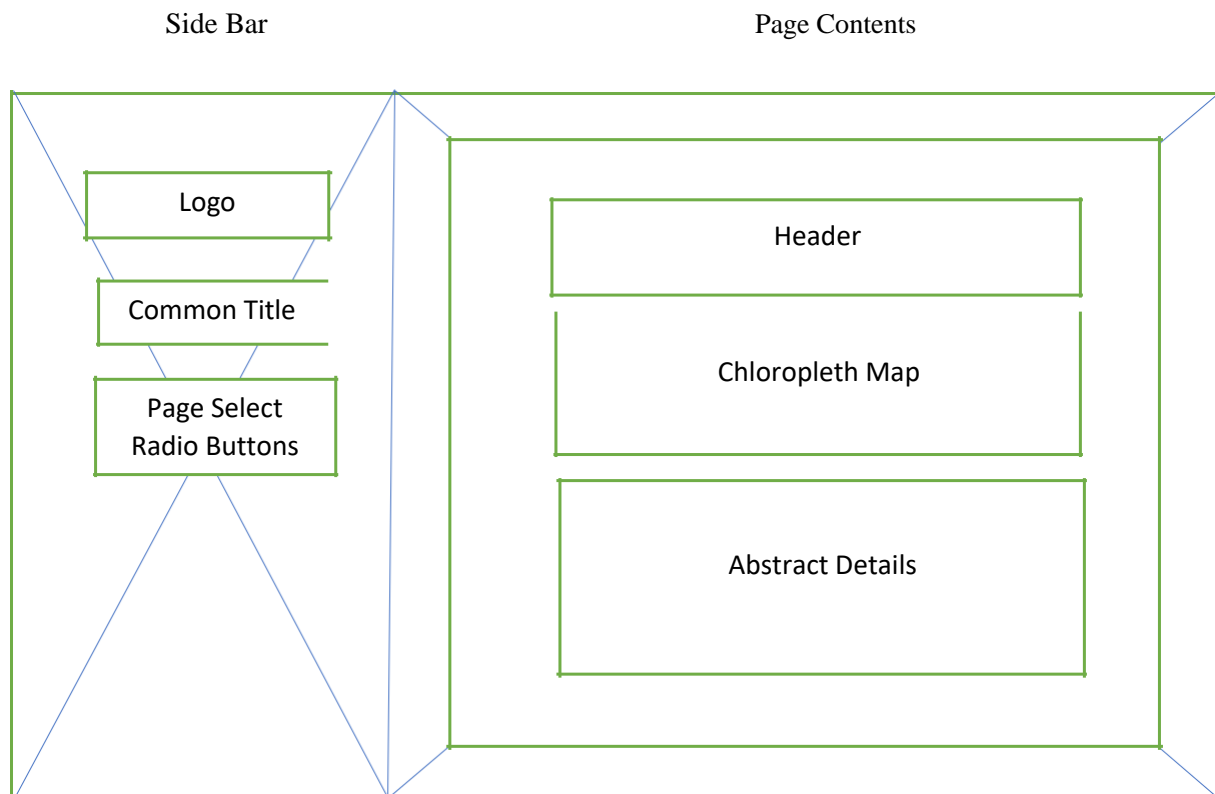 Side Bar
Page Contents
Logo
Common Title
Page Select
Radio Buttons
Header
Chloropleth Map
Abstract Details